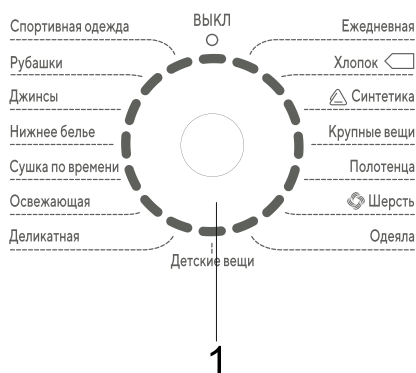 ВЫКЛ
Спортивная одежда
Рубашки
Джинсы
Нижнее белье
Сушка по времени
Освежающая
Деликатная
Ежедневная
Хлопок
Синтетика
Крупные вещи
Полотенца
Шерсть
Одеяла
Детские вещи
1